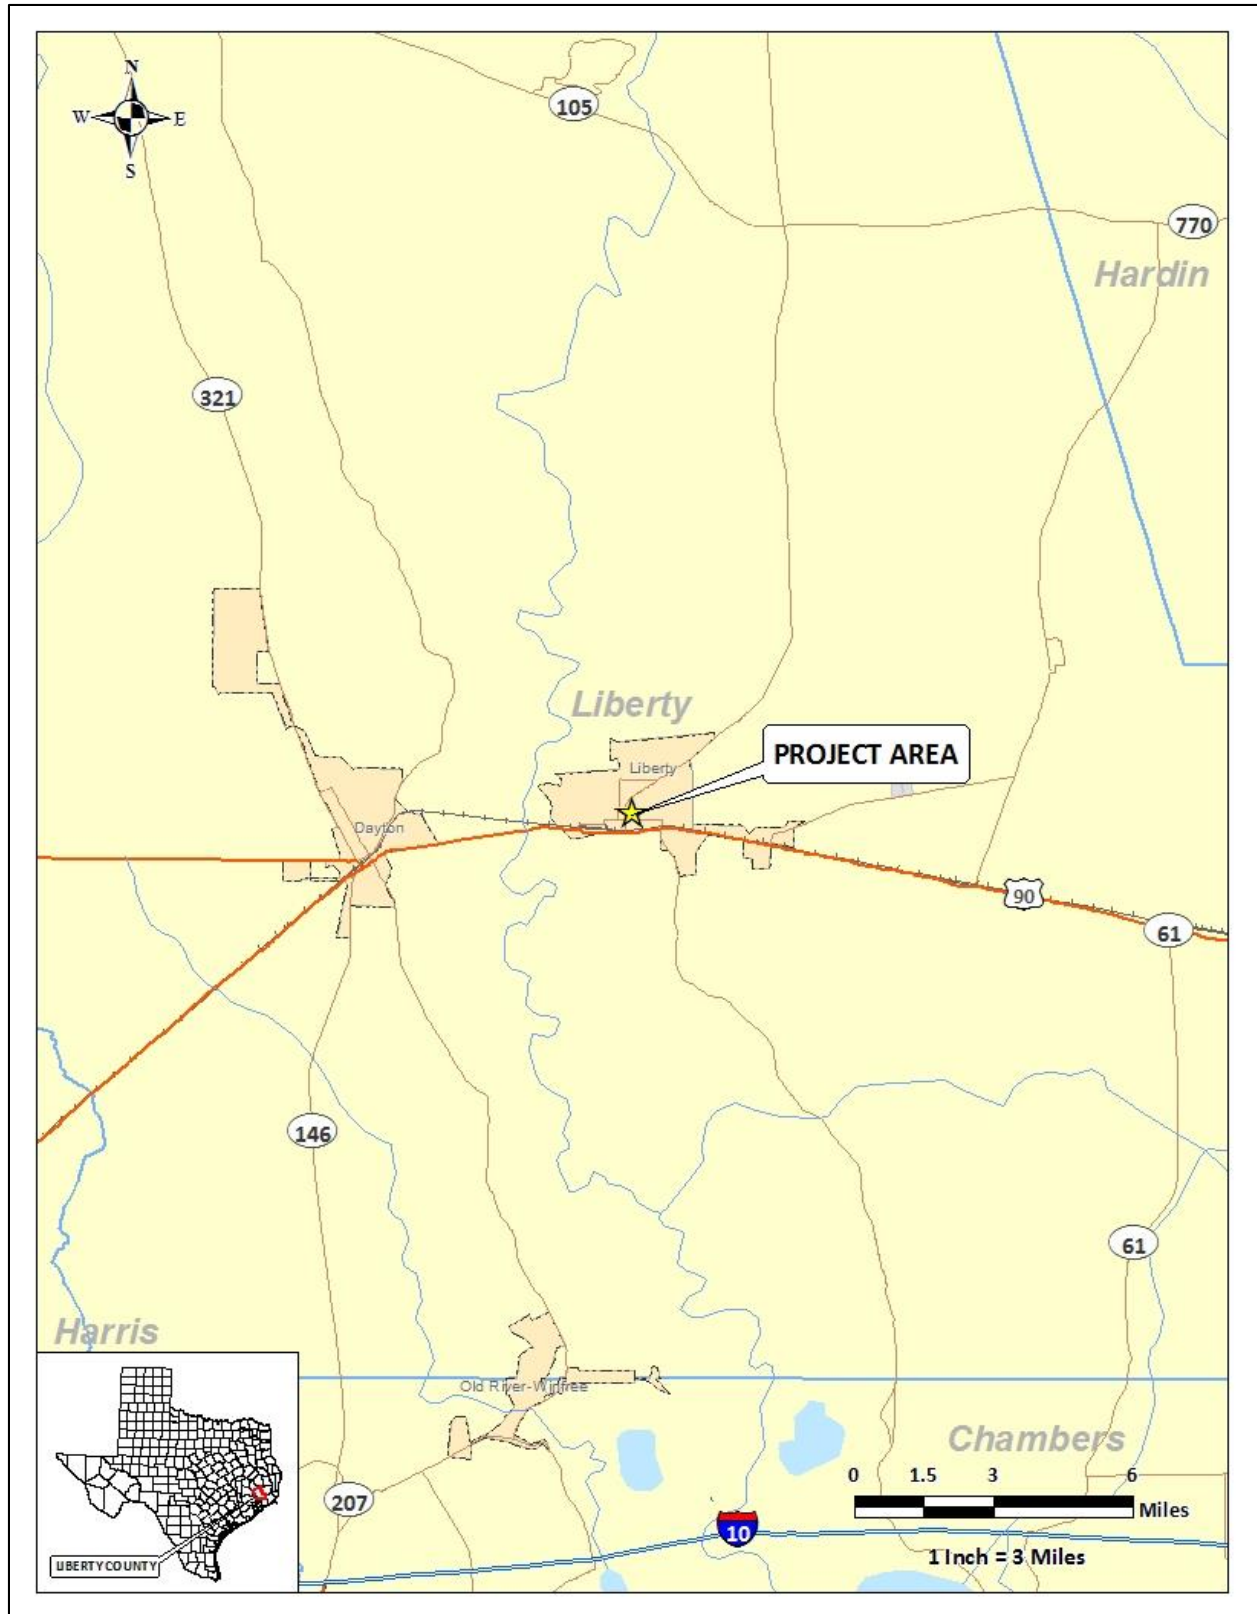 N
W E
S
105
770
Hardin
321
Liberty
PROJECT AREA
Liberty
Dayton
90
61
146
61
Harris
Old River-Winfree
Chambers
0 1.5 3 6
Miles
207
10
1 Inch = 3 Miles
LIBERTY COUNTY